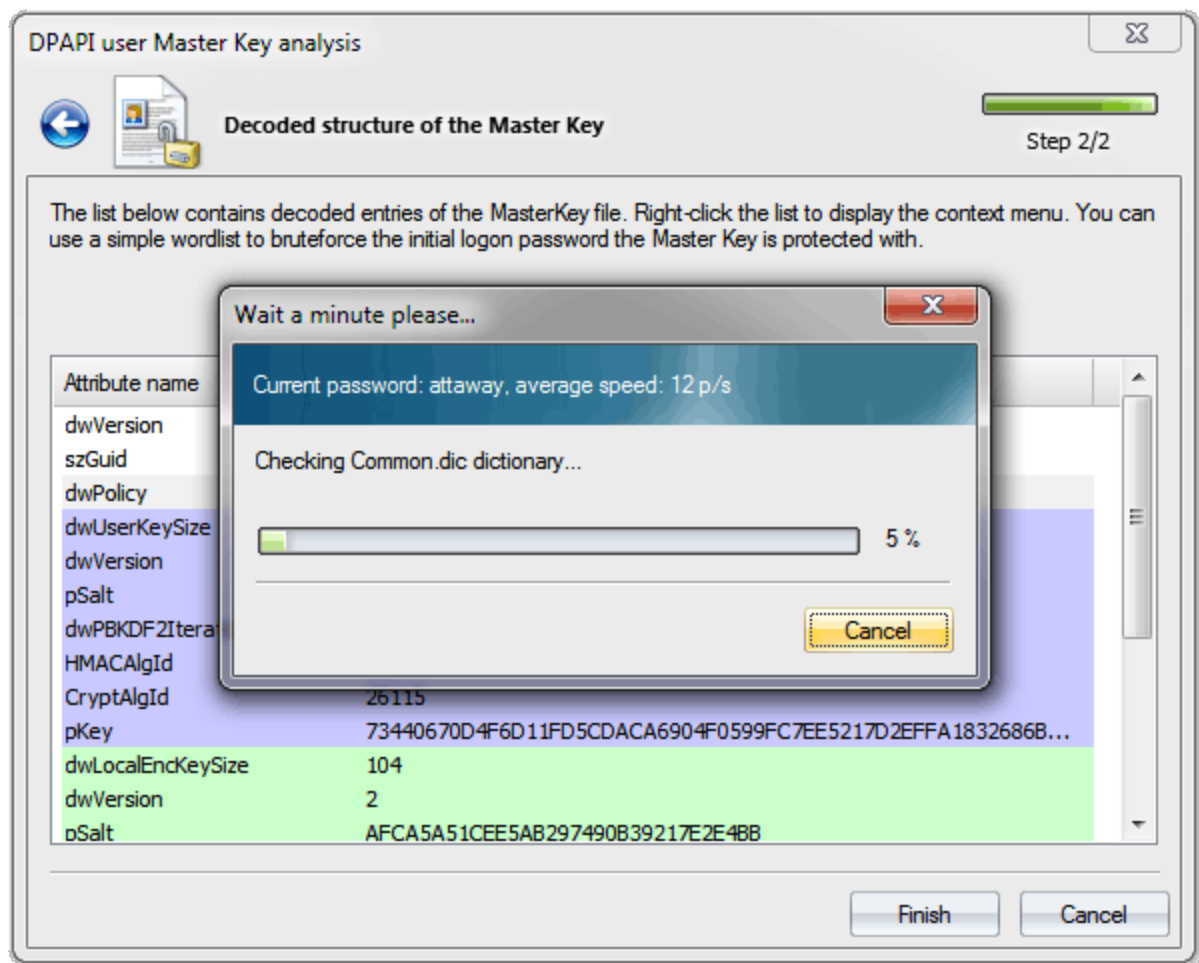 DPAPI user Master Key analysis
Decoded structure of the Master Key
Step 2/2
The list below contains decoded entries of the MasterKey file. Right-click the list to display the context menu. You can
use a simple wordlist to bruteforce the initial logon password the Master Key is protected with.
Wait a minute please...
Current password: attaway, average speed: 12 p/s
Checking Common.dic dictionary...
5 %
Cancel
Attribute name
dwVersion
szGuid
dwPolicy
dwUserKeySize
dwVersion
pSalt
dwPBKDF2Itera
HMACAlgId
CryptAlgId 26115
pKey 73440670D4F6D11FD5CDACA6904F0599FC7EE5217D2EFFA1832686B...
dwLocalEncKeySize 104
dwVersion 2
pSalt AFCA5A51CEE5AB297490B39217E2E4BB
Finish Cancel